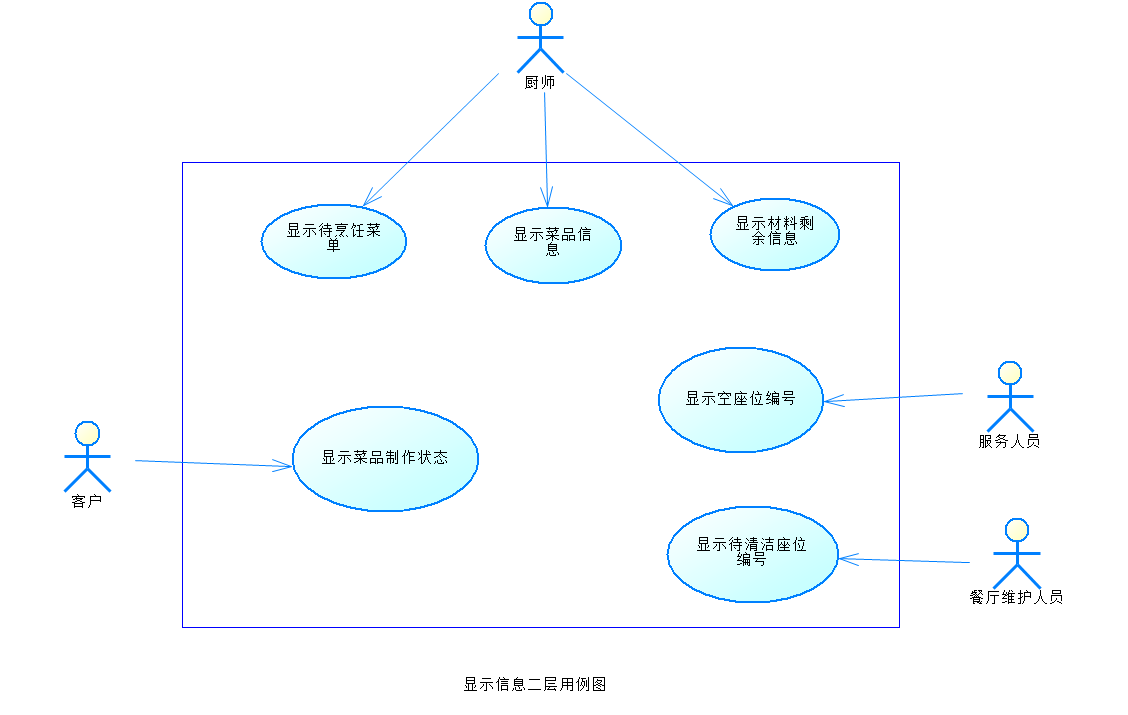 厨师
显示待烹饪菜
单
显示菜品信
息
显示材料剩
余信息
显示空座位编号
服务人员
显示菜品制作状态
客户
显示待清洁座位
编号
餐厅维护人员
显示信息二层用例图